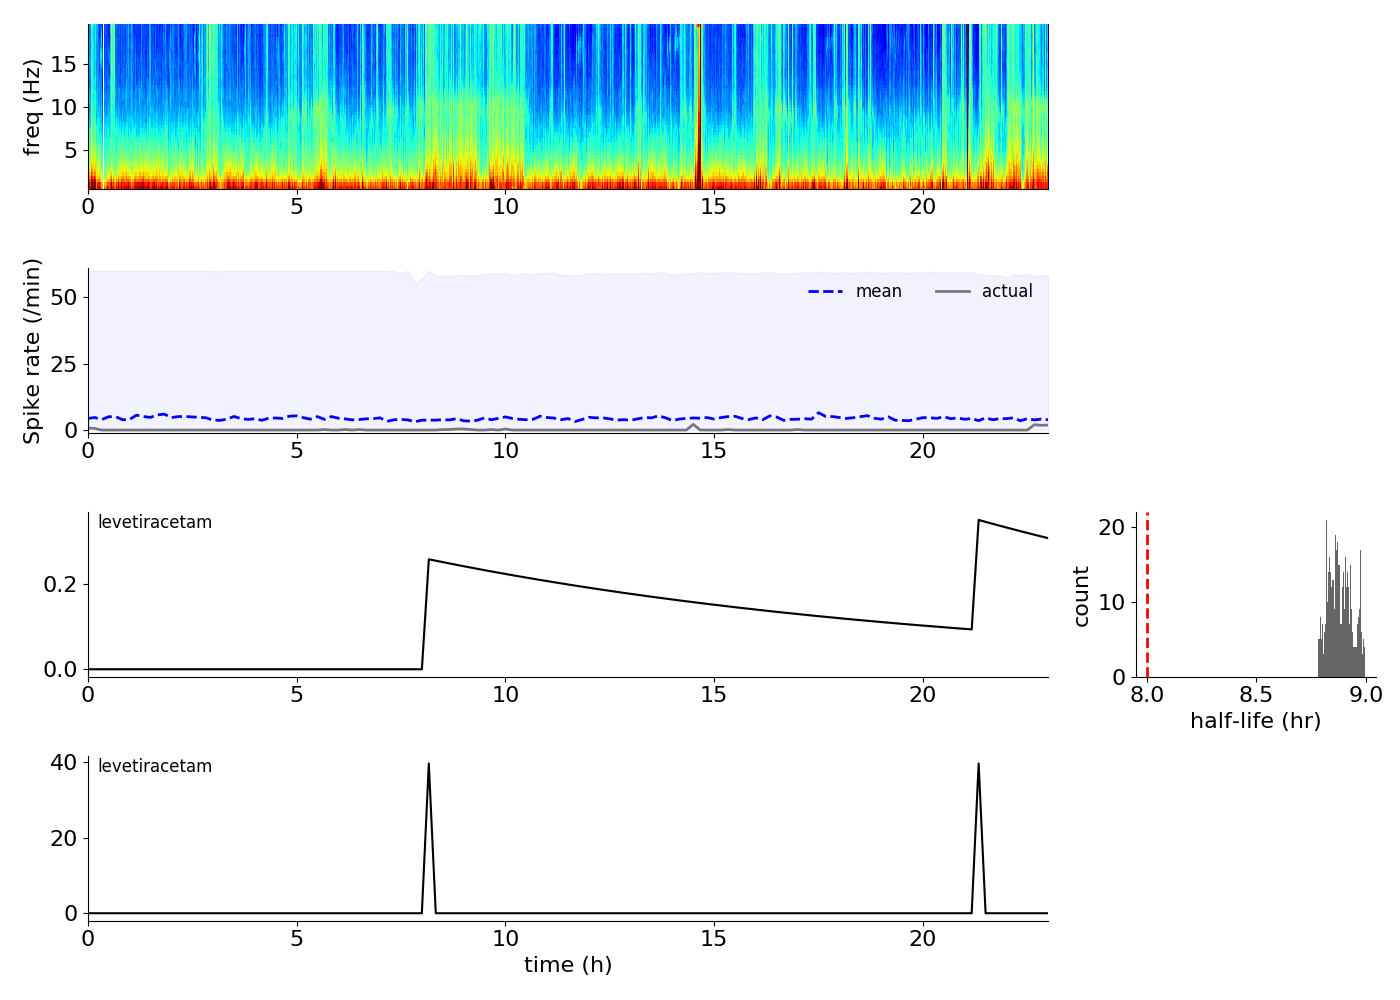 freq (Hz)
15
10
5
0 5 10 15 20
Spike rate (/min)
50
25
0
mean actual
0 5 10 15 20
levetiracetam
0.2
0.0
0 5 10 15 20
count
20
10
0
8.0 8.5 9.0
half-life (hr)
levetiracetam
40
20
0
0 5 10 15 20
time (h)